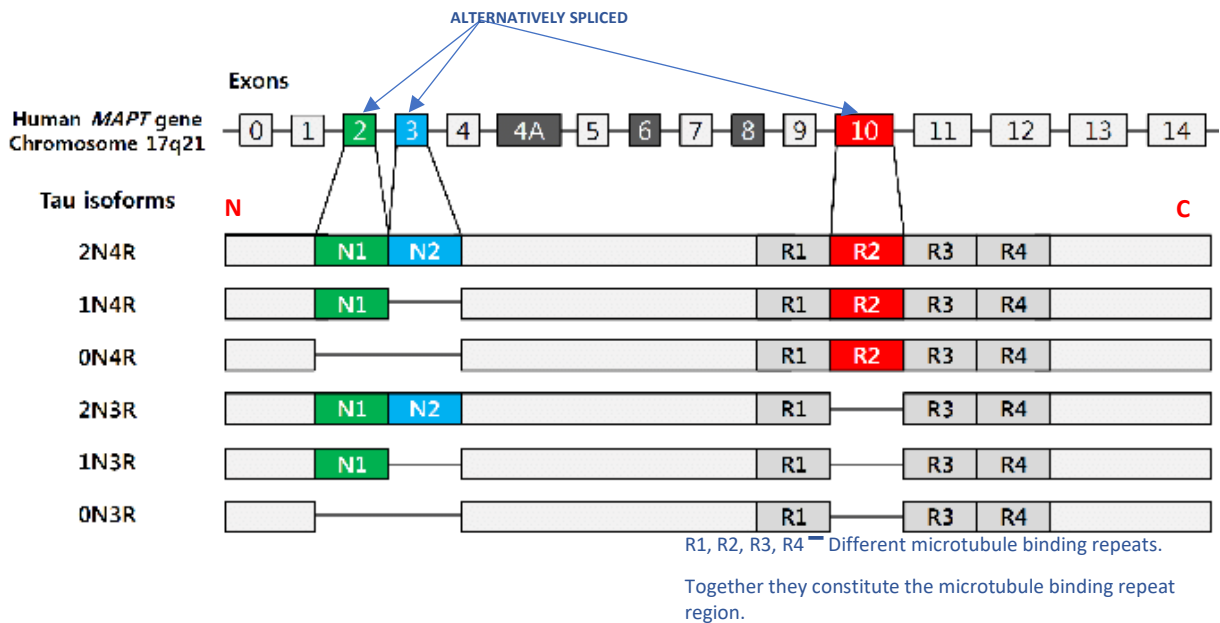 ALTERNATIVELY SPLICED
Exons
Human MAPT gene
Chromosome 17q21
0 1 2 3 4 4A 5 6 7 8 9 10 11 12 13 14
Tau isoforms
N C
2N4R N1 N2 R1 R2 R3 R4
1N4R N1 R1 R2 R3 R4
0N4R R1 R2 R3 R4
2N3R N1 N2 R1 R3 R4
1N3R N1 R1 R3 R4
0N3R R1 R3 R4
R1, R2, R3, R4 – Different microtubule binding repeats.
Together they constitute the microtubule binding repeat
region.